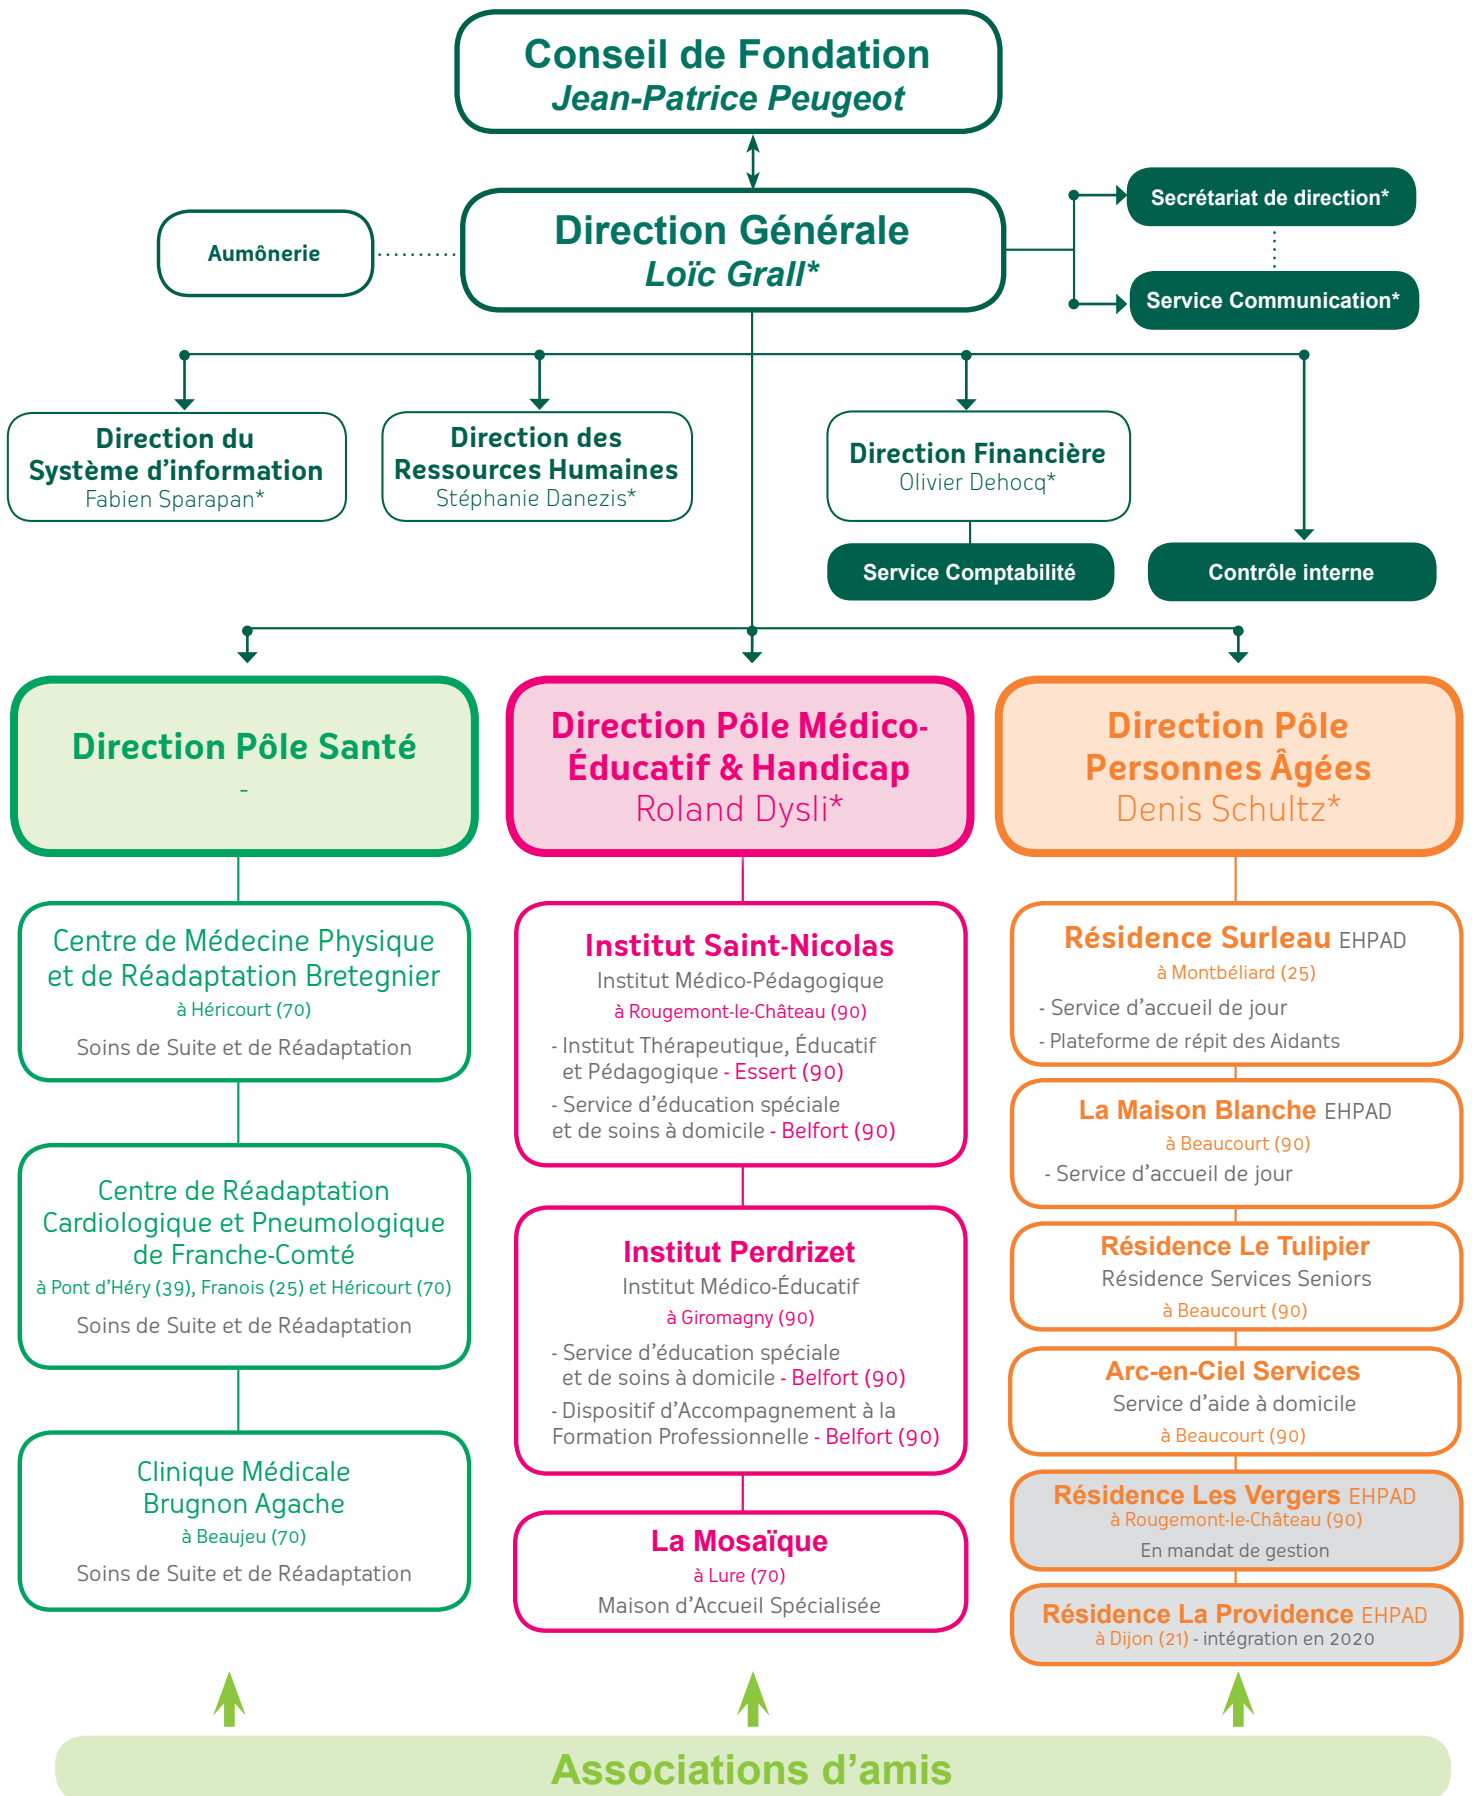 Conseil de Fondation
Jean-Patrice Peugeot
Direction Générale
Loïc Grall*
Aumônerie
Secrétariat de direction*
Service Communication*
Direction du
Système d'information
Fabien Sparapan*
Direction des
Ressources Humaines
Stéphanie Danezis*
Direction Financière
Olivier Dehocq*
Service Comptabilité
Contrôle interne
Direction Pôle Santé
-
Centre de Médecine Physique
et de Réadaptation Bretegnier
à Héricourt (70)
Soins de Suite et de Réadaptation
Centre de Réadaptation
Cardiologique et Pneumologique
de Franche-Comté
à Pont d'Héry (39), Franois (25) et Héricourt (70)
Soins de Suite et de Réadaptation
Clinique Médicale
Brugnon Agache
à Beaujeu (70)
Soins de Suite et de Réadaptation
Direction Pôle Médico-
Éducatif & Handicap
Roland Dysli*
Institut Saint-Nicolas
Institut Médico-Pédagogique
à Rougemont-le-Château (90)
- Institut Thérapeutique, Éducatif
et Pédagogique - Essert (90)
- Service d'éducation spéciale
et de soins à domicile - Belfort (90)
Institut Perdrizet
Institut Médico-Éducatif
à Giromagny (90)
- Service d'éducation spéciale
et de soins à domicile - Belfort (90)
- Dispositif d'Accompagnement à la
Formation Professionnelle - Belfort (90)
La Mosaïque
à Lure (70)
Maison d'Accueil Spécialisée
Direction Pôle
Personnes Âgées
Denis Schultz*
Résidence Surleau EHPAD
à Montbéliard (25)
- Service d'accueil de jour
- Plateforme de répit des Aidants
La Maison Blanche EHPAD
à Beaucourt (90)
- Service d'accueil de jour
Résidence Le Tulipier
Résidence Services Seniors
à Beaucourt (90)
Arc-en-Ciel Services
Service d'aide à domicile
à Beaucourt (90)
Résidence Les Vergers EHPAD
à Rougemont-le-Château (90)
En mandat de gestion
Résidence La Providence EHPAD
à Dijon (21) - intégration en 2020
Associations d'amis